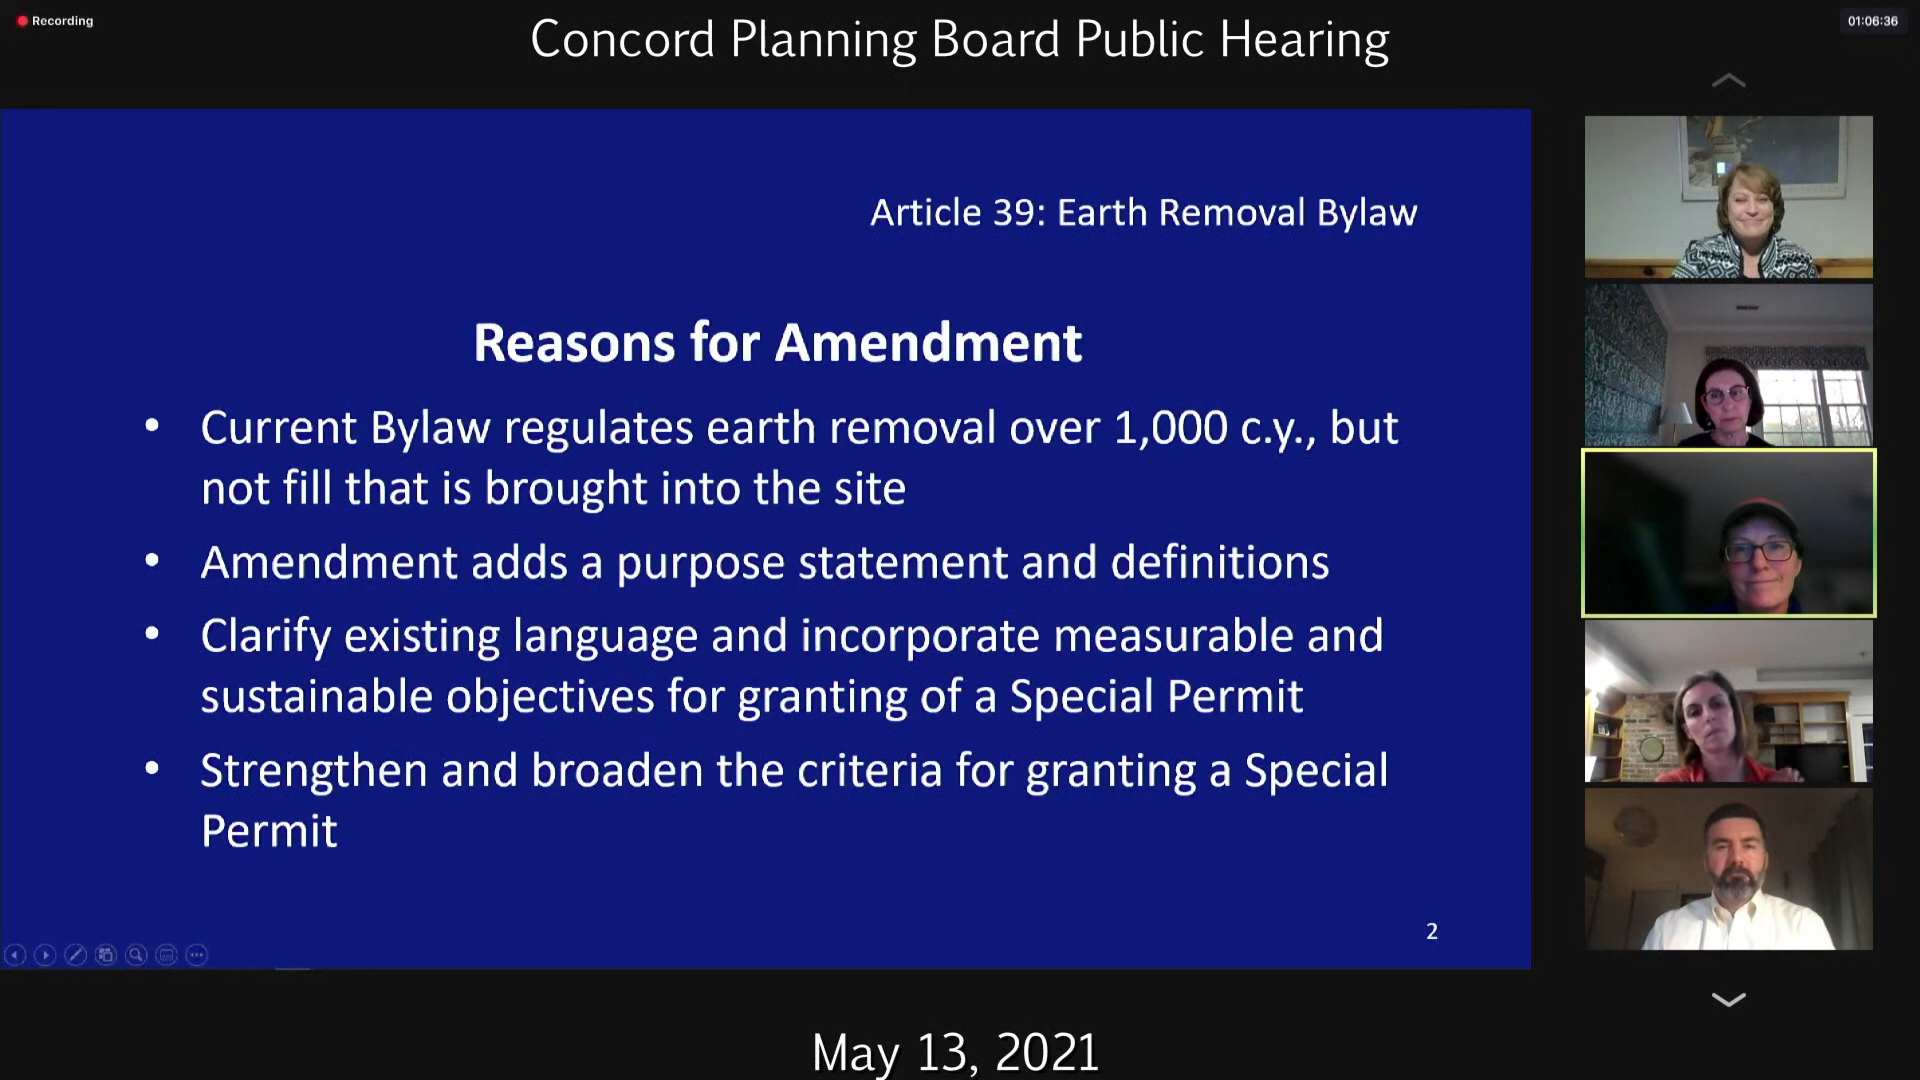 Recording
01:06:36
Concord Planning Board Public Hearing
Article 39: Earth Removal Bylaw
Reasons for Amendment
• Current Bylaw regulates earth removal over 1,000 c.y., but
not fill that is brought into the site
• Amendment adds a purpose statement and definitions
• Clarify existing language and incorporate measurable and
sustainable objectives for granting of a Special Permit
• Strengthen and broaden the criteria for granting a Special
Permit
2
May 13, 2021